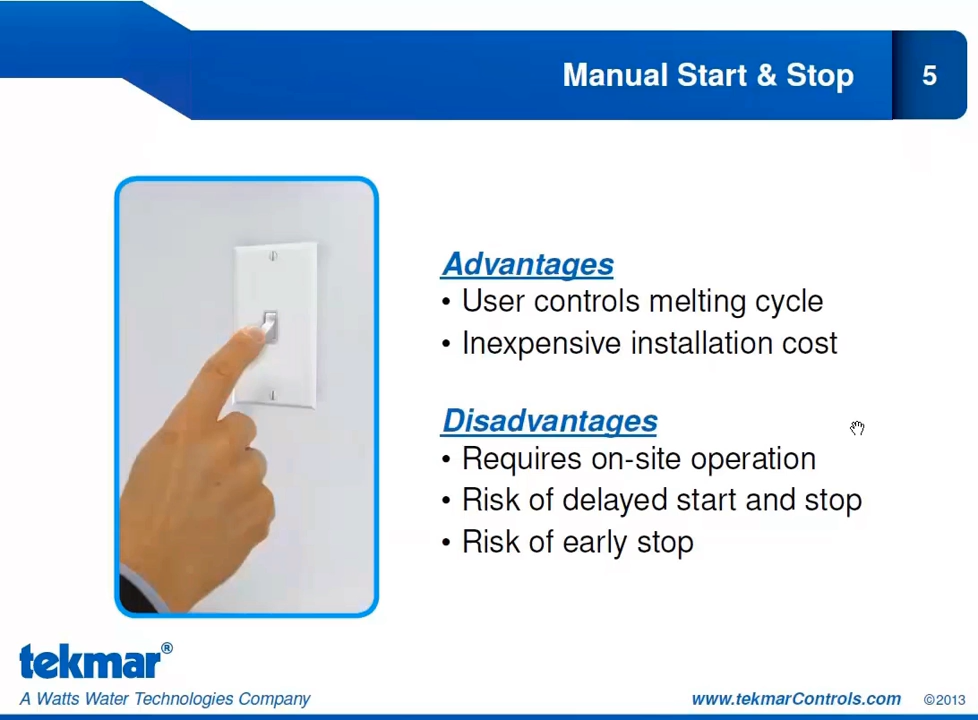 Manual Start & Stop
5
Advantages
• User controls melting cycle
• Inexpensive installation cost
Disadvantages
• Requires on-site operation
• Risk of delayed start and stop
• Risk of early stop
tekmar®
A Watts Water Technologies Company
www.tekmarControls.com ©2013